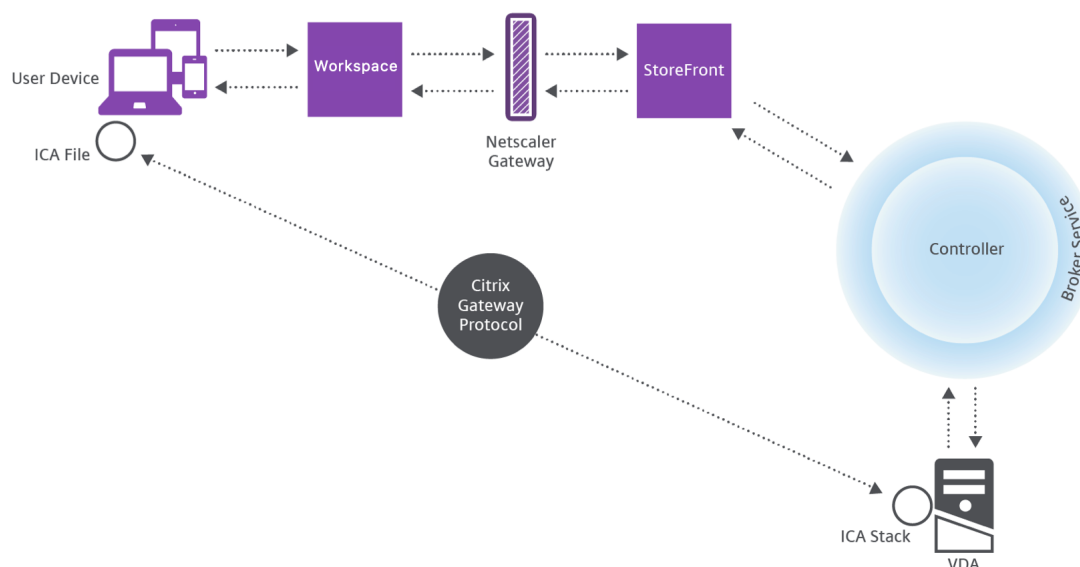 User Device
Workspace
StoreFront
Netscaler
Gateway
ICA File
Controller
Broker Service
Citrix
Gateway
Protocol
ICA Stack
VDA